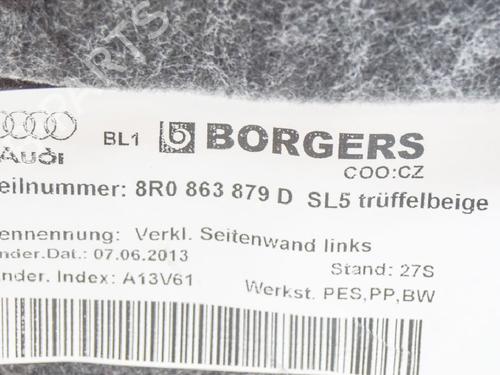 BL1 BORGERS
AUDI COO:CZ
eilnummer: 8R0 863 879 D SL5 trüffelbeige
ennennung: Verkl. Seitenwand links
nder.Dat.: 07.06.2013 Stand: 27S
nder. Index: A13V61 Werkst. PES,PP,BW